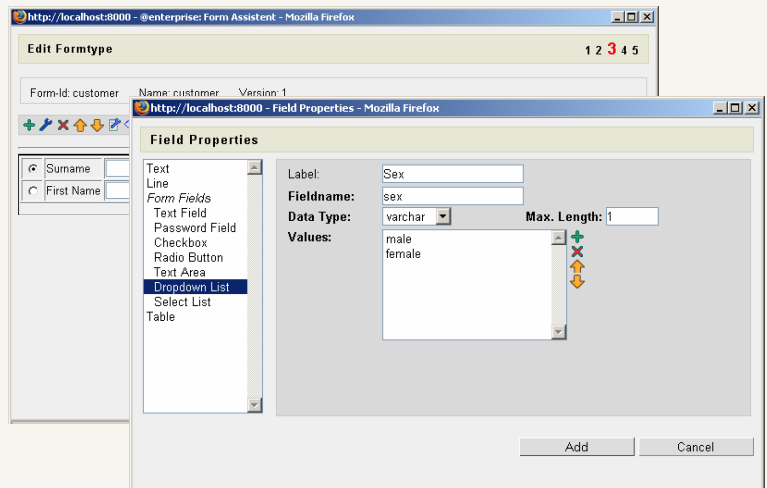 http://localhost:8000 - @enterprise: Form Assistent - Mozilla Firefox
Edit Formtype
1 2 3 4 5
Form-Id: customer Name: customer Version: 1
Surname
First Name
http://localhost:8000 - Field Properties - Mozilla Firefox
Field Properties
Text
Line
Form Fields
Text Field
Password Field
Checkbox
Radio Button
Text Area
Dropdown List
Select List
Table
Label: Sex
Fieldname: sex
Data Type: varchar Max. Length: 1
Values:
male
female
Add Cancel